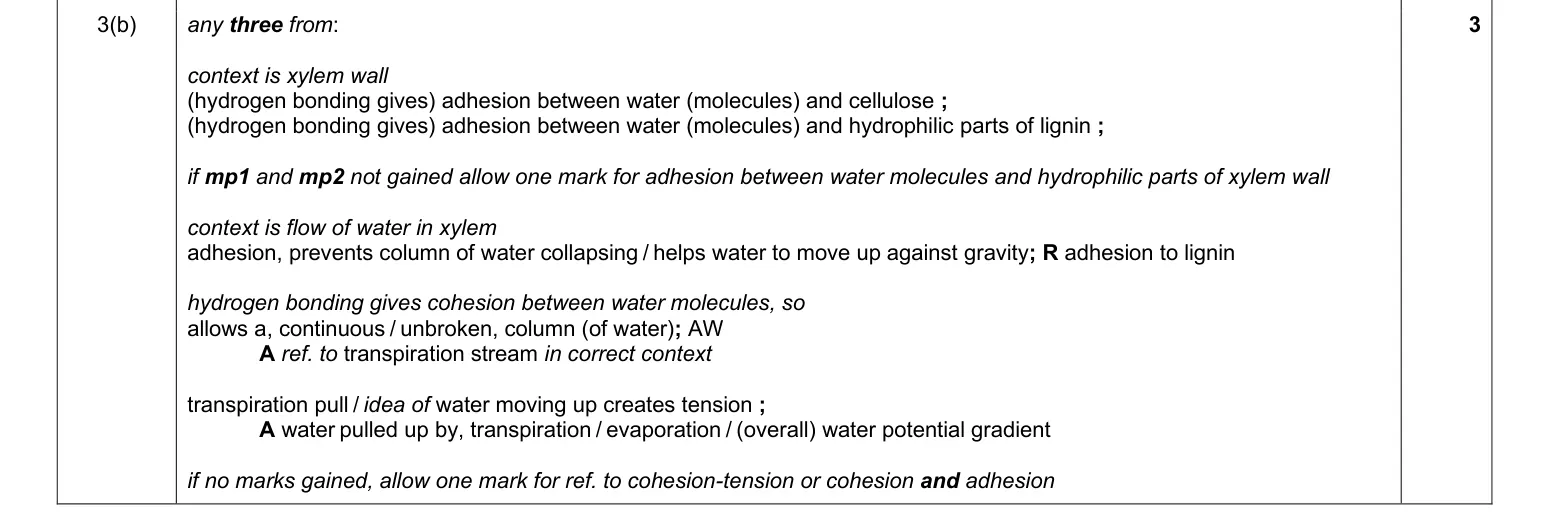 3(b)
any three from:
3
context is xylem wall
(hydrogen bonding gives) adhesion between water (molecules) and cellulose ;
(hydrogen bonding gives) adhesion between water (molecules) and hydrophilic parts of lignin ;
if mp1 and mp2 not gained allow one mark for adhesion between water molecules and hydrophilic parts of xylem wall
context is flow of water in xylem
adhesion, prevents column of water collapsing / helps water to move up against gravity; R adhesion to lignin
hydrogen bonding gives cohesion between water molecules, so
allows a, continuous / unbroken, column (of water); AW
A ref. to transpiration stream in correct context
transpiration pull / idea of water moving up creates tension ;
A water pulled up by, transpiration / evaporation / (overall) water potential gradient
if no marks gained, allow one mark for ref. to cohesion-tension or cohesion and adhesion